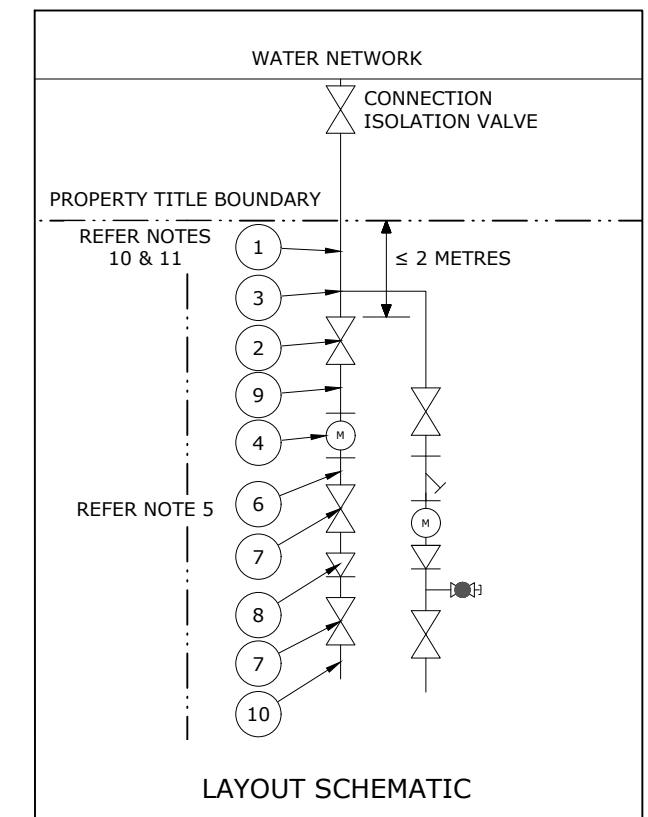 WATER NETWORK
CONNECTION
ISOLATION VALVE
PROPERTY TITLE BOUNDARY
REFER NOTES
10 & 11
1
≤ 2 METRES
3
2
9
4
M
6
REFER NOTE 5
M
7
8
7
10
LAYOUT SCHEMATIC